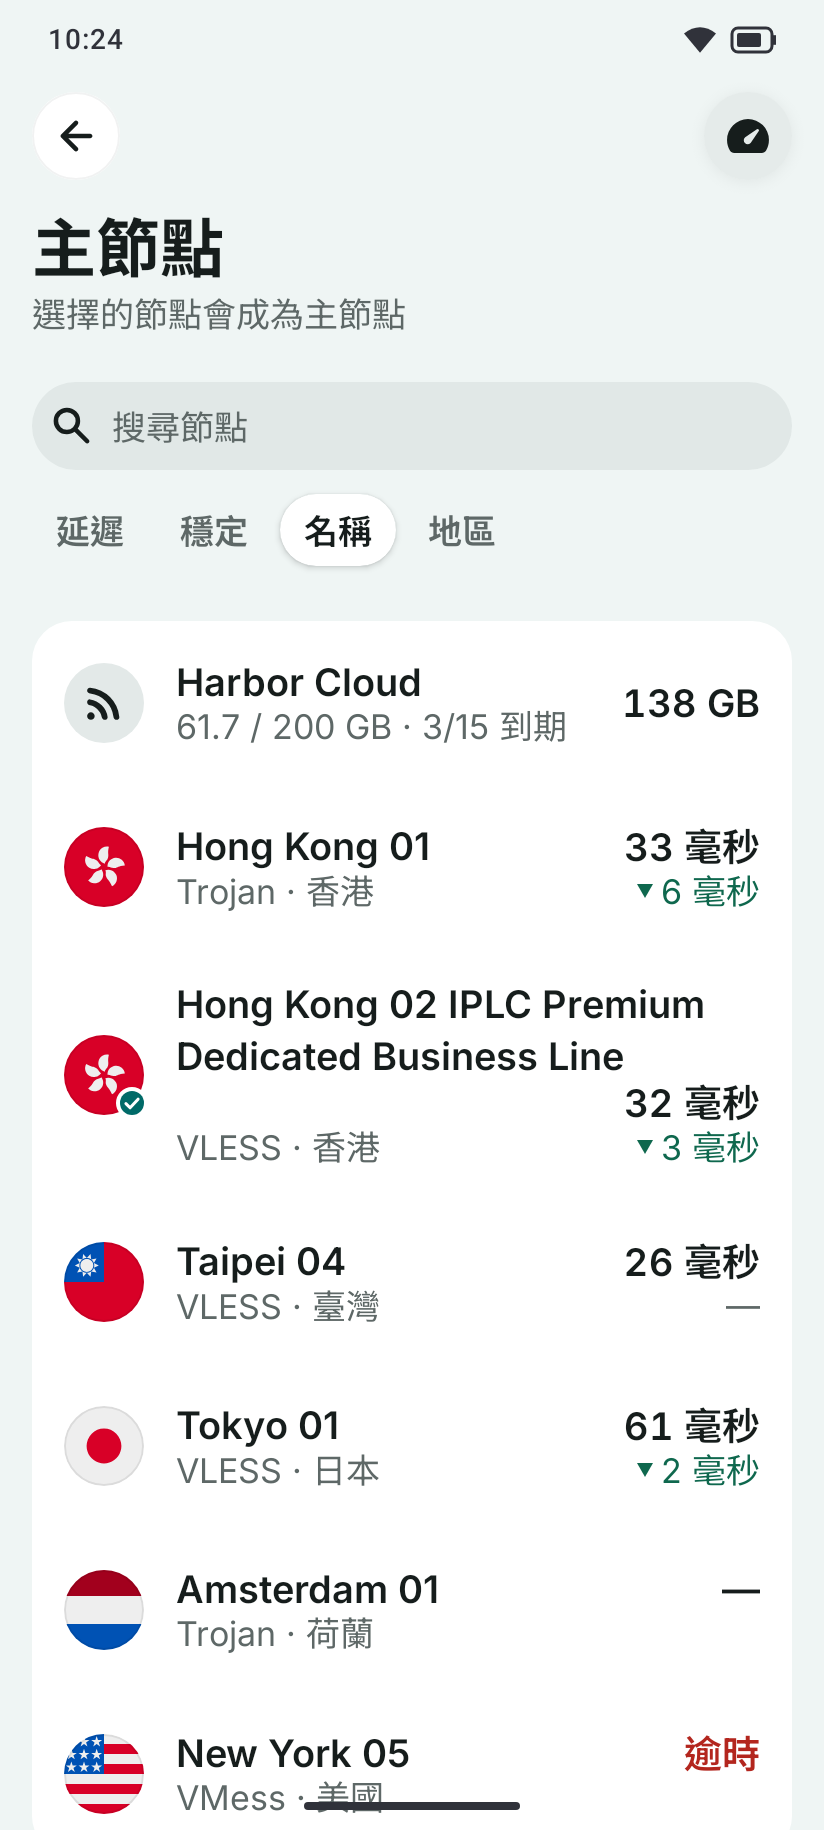 10:24
主節點
選擇的節點會成為主節點
搜尋節點
延遲 穩定 名稱 地區
Harbor Cloud
61.7 / 200 GB · 3/15 到期
138 GB
Hong Kong 01
33 毫秒
Trojan · 香港
▼6 毫秒
Hong Kong 02 IPLC Premium
Dedicated Business Line
32 毫秒
VLESS · 香港
▼3 毫秒
Taipei 04
26 毫秒
VLESS · 臺灣
—
Tokyo 01
61 毫秒
VLESS · 日本
▼2 毫秒
Amsterdam 01
—
Trojan · 荷蘭
New York 05
逾時
VMess · 美國